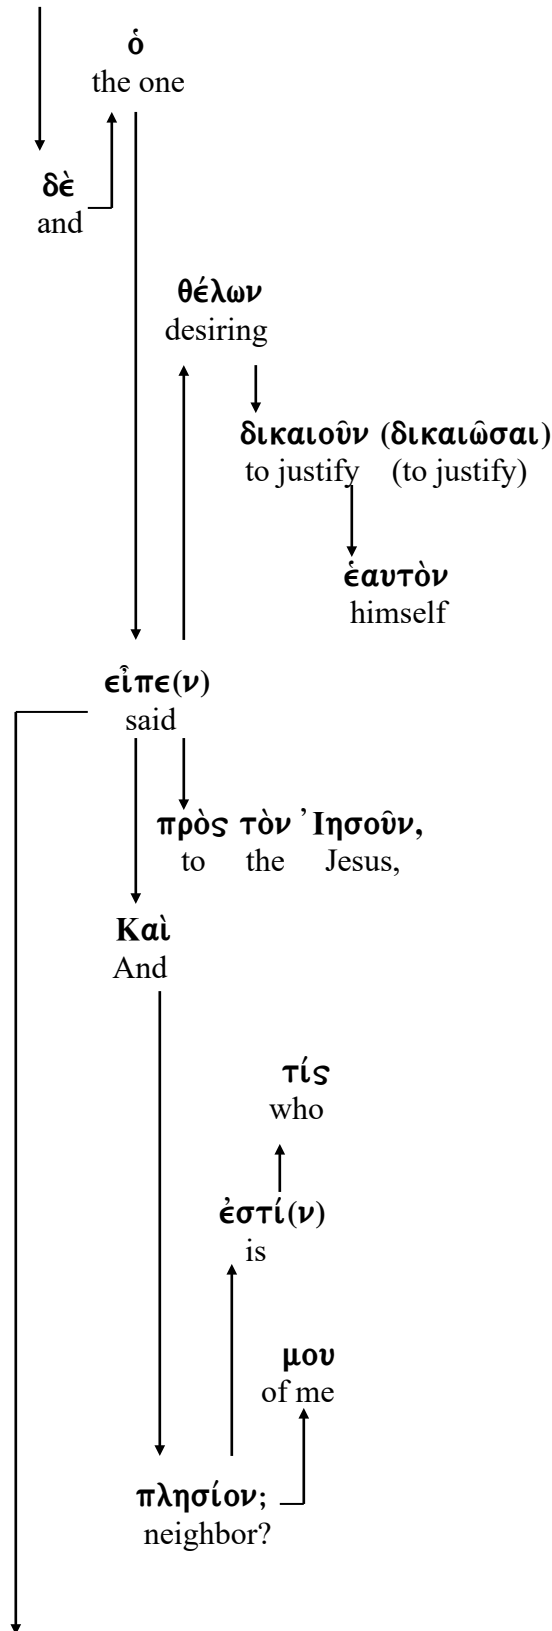 ὁ
the one
δὲ
and
θέλων
desiring
δικαιοῦν (δικαιῶσαι)
to justify (to justify)
ἑαυτὸν
himself
εἶπε(ν)
said
πρὸς τὸν Ἰησοῦν,
to the Jesus,
Καὶ
And
τίς
who
ἐστί(ν)
is
μου
of me
πλησίον;
neighbor?